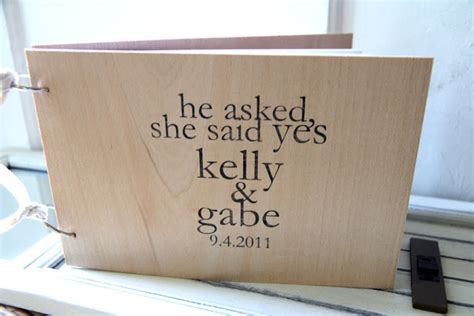 he asked,
she said yes
kelly
&
gabe
9.4.2011